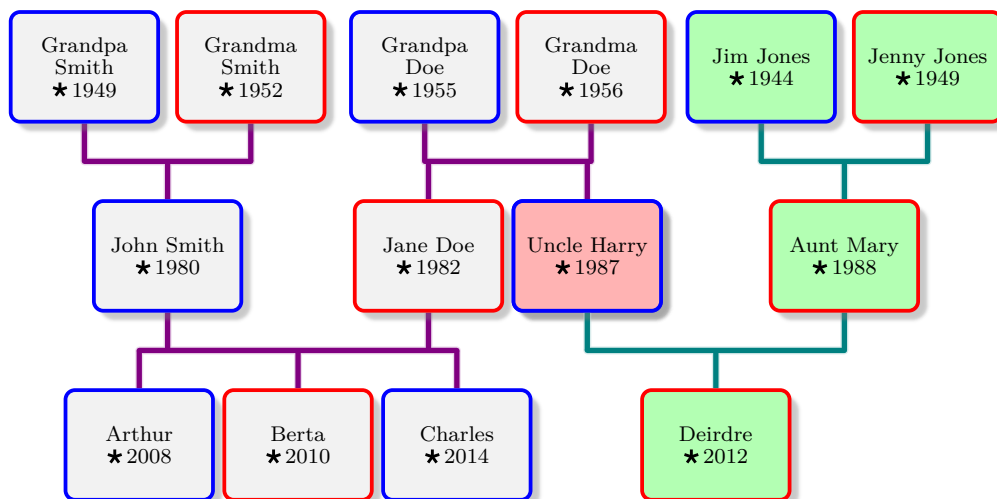 Grandpa
Smith
★1949
Grandma
Smith
★1952
Grandpa
Doe
★1955
Grandma
Doe
★1956
Jim Jones
★1944
Jenny Jones
★1949
John Smith
★1980
Jane Doe
★1982
Uncle Harry
★1987
Aunt Mary
★1988
Arthur
★2008
Berta
★2010
Charles
★2014
Deirdre
★2012